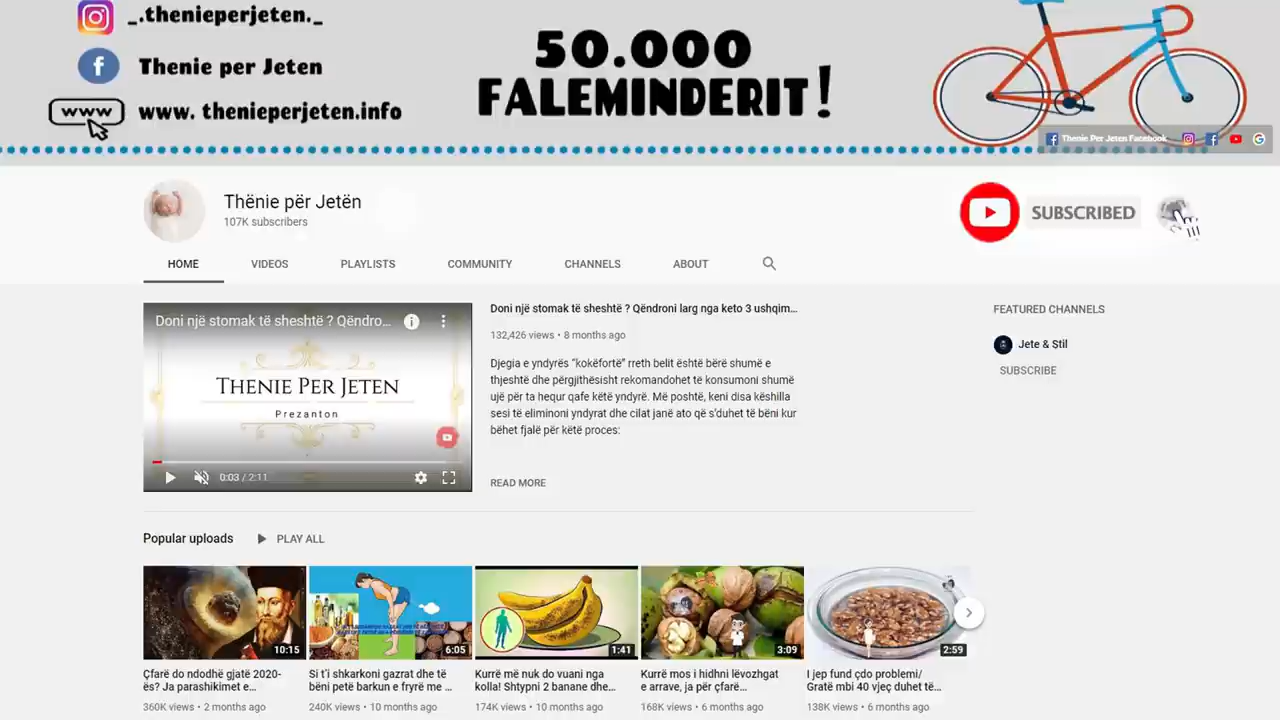 _.thenieperjeten._
Thenie per Jeten
www
www. thenieperjeten.info
50.000
FALEMINDERIT!
Thenie Per Jeten Facebook
Thënie për Jetën
107K subscribers
SUBSCRIBED
HOME VIDEOS PLAYLISTS COMMUNITY CHANNELS ABOUT
Doni një stomak të sheshtë ? Qëndro...
THENIE PER JETEN
Prezanton
0:03 / 2:11
Doni një stomak të sheshtë ? Qëndroni larg nga keto 3 ushqim...
132,426 views • 8 months ago
Djegia e yndyrës “kokëfortë” rreth belit është bërë shumë e
thjeshtë dhe përgjithësisht rekomandohet të konsumoni shumë
ujë për ta hequr qafe këtë yndyrë. Më poshtë, keni disa këshilla
sesi të eliminoni yndyrat dhe cilat janë ato që s'duhet të bëni kur
bëhet fjalë për këtë proces:
READ MORE
FEATURED CHANNELS
Jete & Stil
SUBSCRIBE
Popular uploads PLAY ALL
10:15
6:05
1:41
3:09
2:59
Çfarë do ndodhë gjatë 2020-
ës? Ja parashikimet e...
360K views • 2 months ago
Si t'i shkarkoni gazrat dhe të
bëni petë barkun e fryrë me ...
240K views • 10 months ago
Kurrë më nuk do vuani nga
kolla! Shtypni 2 banane dhe...
174K views • 10 months ago
Kurrë mos i hidhni lëvozhgat
e arrave, ja për çfarë...
168K views • 6 months ago
I jep fund çdo problemi/
Gratë mbi 40 vjeç duhet të...
138K views • 6 months ago